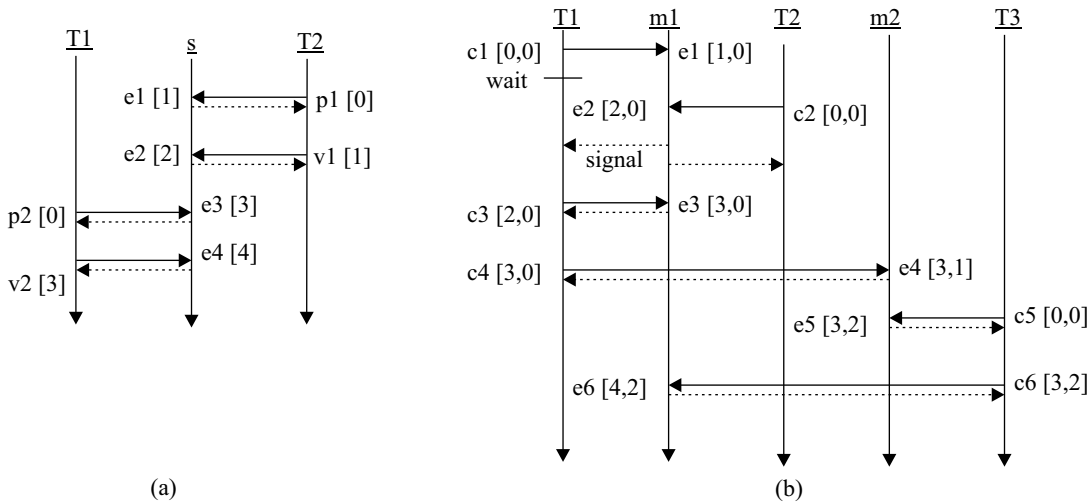 T1 s T2
e1 [1] p1 [0]
e2 [2] v1 [1]
p2 [0] e3 [3]
v2 [3] e4 [4]
(a)
T1 m1 T2 m2 T3
c1 [0,0] e1 [1,0]
wait
e2 [2,0] c2 [0,0]
signal
c3 [2,0] e3 [3,0]
c4 [3,0] e4 [3,1]
e5 [3,2] c5 [0,0]
e6 [4,2] c6 [3,2]
(b)